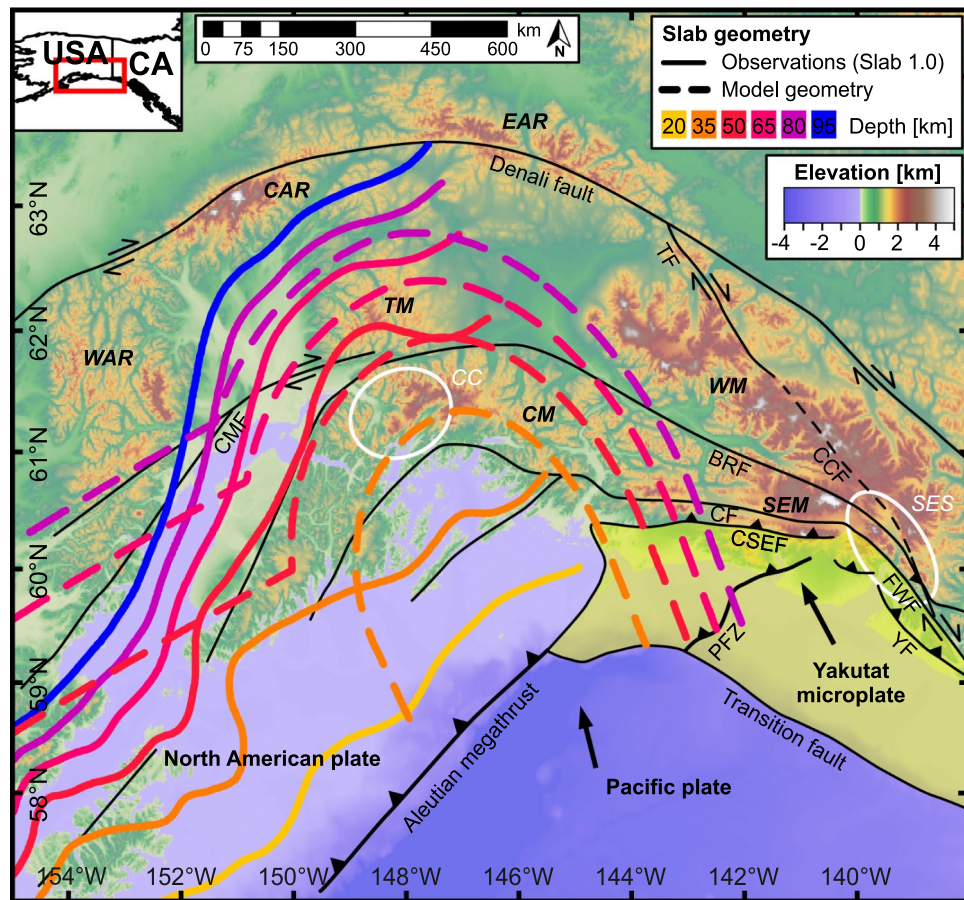 USA
CA
0 75 150 300 450 600
km
N
Slab geometry
Observations (Slab 1.0)
Model geometry
20 35 50 65 80 95 Depth [km]
Elevation [km]
-4 -2 0 2 4
EAR
CAR
Denali fault
TF
TM
WAR
WM
CC
CM
CMF
CCF
BRF
SEM
SES
CF
CSEF
FWF
YF
PFZ
Yakutat
microplate
North American plate
Aleutian megathrust
Transition fault
Pacific plate
63°N
62°N
61°N
60°N
59°N
58°N
154°W 152°W 150°W 148°W 146°W 144°W 142°W 140°W